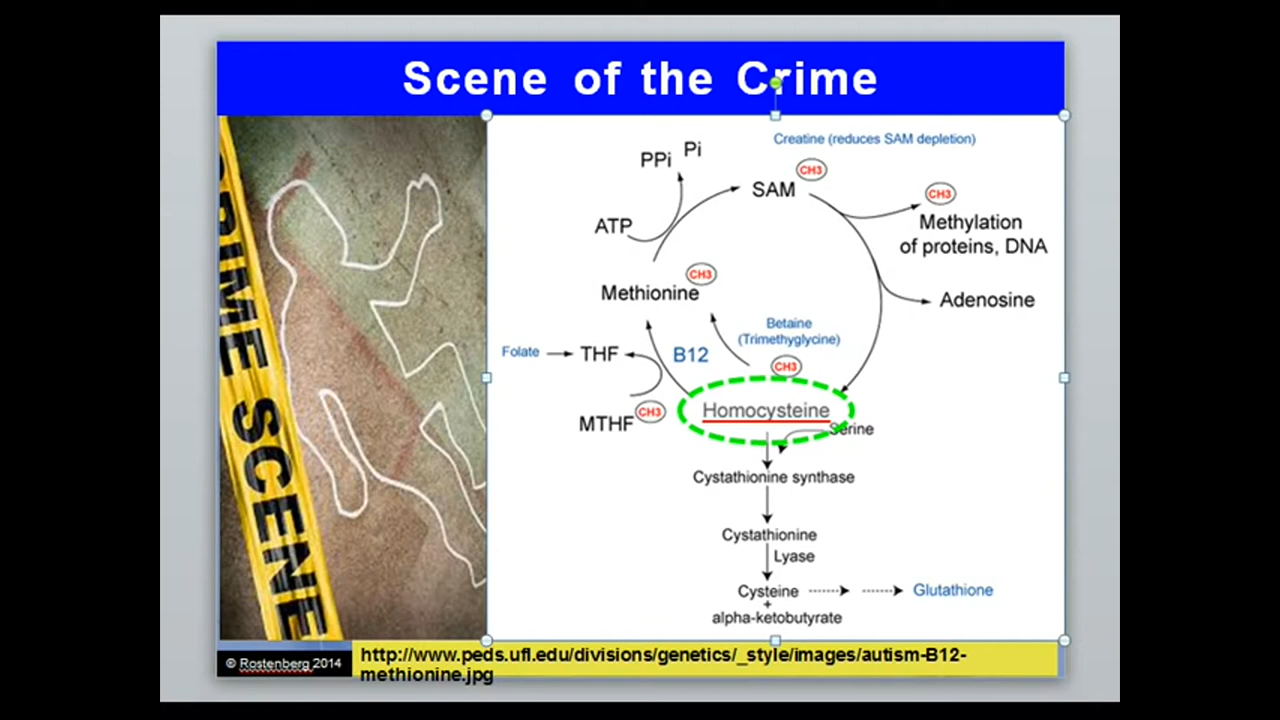 Scene of the Crime
CRIME SCENE
Creatine (reduces SAM depletion)
PPi
Pi
SAM
CH3
CH3
ATP
Methylation
of proteins, DNA
CH3
Methionine
Adenosine
Betaine
(Trimethyglycine)
Folate
THF
B12
CH3
MTHF
CH3
Homocysteine
Serine
Cystathionine synthase
Cystathionine
Lyase
Cysteine
Glutathione
+
alpha-ketobutyrate
© Rostenberg 2014
http://www.peds.ufl.edu/divisions/genetics/_style/images/autism-B12-
methionine.jpg